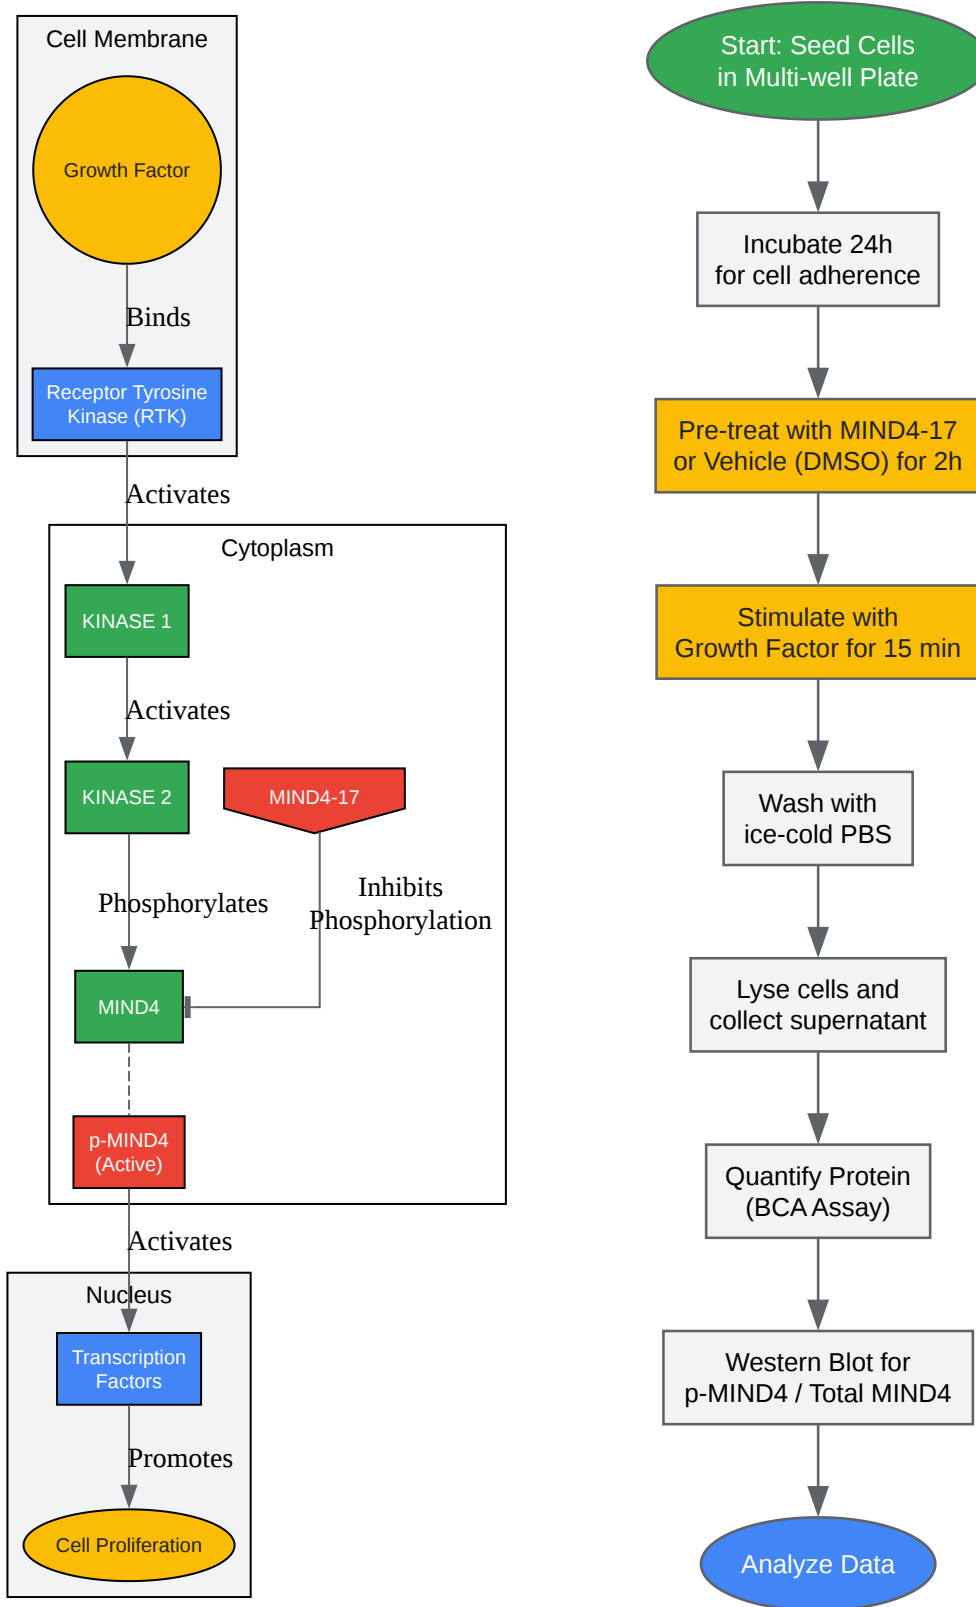 Cell Membrane
Growth Factor
Binds
Receptor Tyrosine
Kinase (RTK)
Activates
Cytoplasm
KINASE 1
Activates
KINASE 2
MIND4-17
Phosphorylates
Inhibits
Phosphorylation
MIND4
p-MIND4
(Active)
Activates
Nucleus
Transcription
Factors
Promotes
Cell Proliferation
Start: Seed Cells
in Multi-well Plate
Incubate 24h
for cell adherence
Pre-treat with MIND4-17
or Vehicle (DMSO) for 2h
Stimulate with
Growth Factor for 15 min
Wash with
ice-cold PBS
Lyse cells and
collect supernatant
Quantify Protein
(BCA Assay)
Western Blot for
p-MIND4 / Total MIND4
Analyze Data